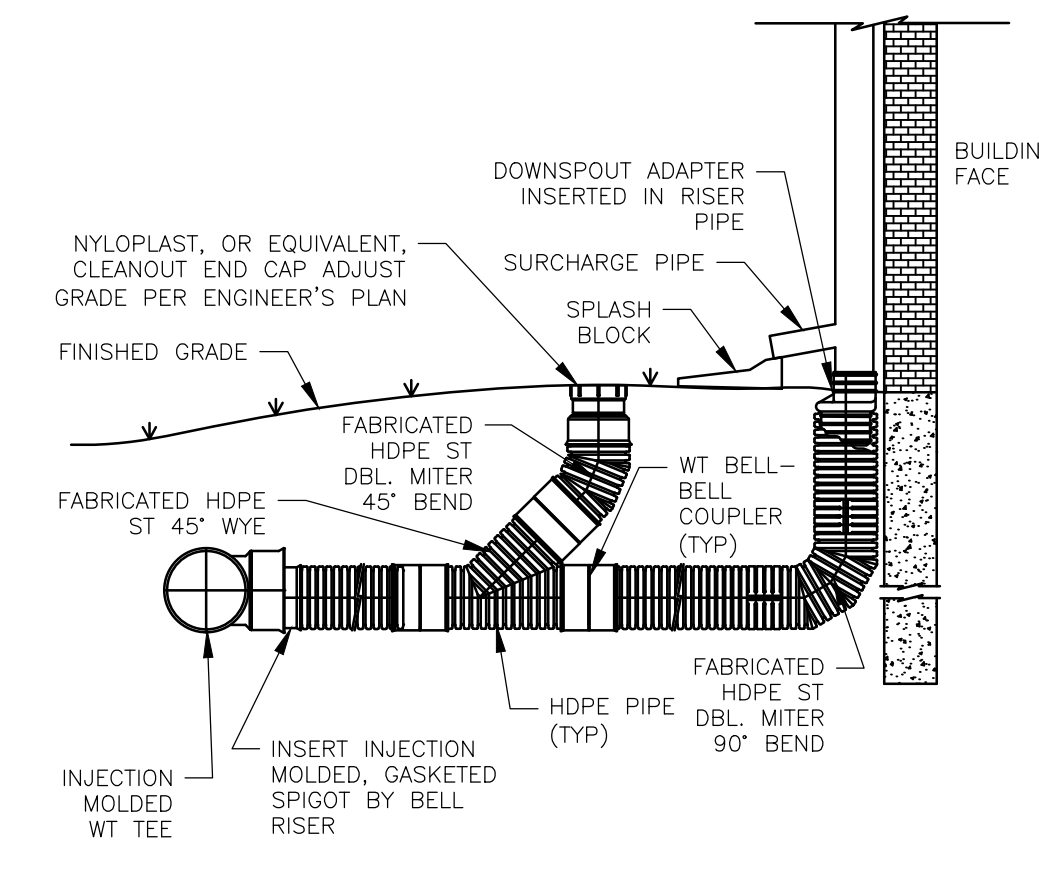 BUILDIN
FACE
DOWNSPOUT ADAPTER
INSERTED IN RISER
PIPE
NYLOPLAST, OR EQUIVALENT,
CLEANOUT END CAP ADJUST
GRADE PER ENGINEER'S PLAN
SURCHARGE PIPE
SPLASH
BLOCK
FINISHED GRADE
FABRICATED
HDPE ST
DBL. MITER
45° BEND
WT BELL-
BELL
COUPLER
(TYP)
FABRICATED HDPE
ST 45° WYE
FABRICATED
HDPE ST
DBL. MITER
90° BEND
HDPE PIPE
(TYP)
INSERT INJECTION
MOLDED, GASKETED
SPIGOT BY BELL
RISER
INJECTION
MOLDED
WT TEE